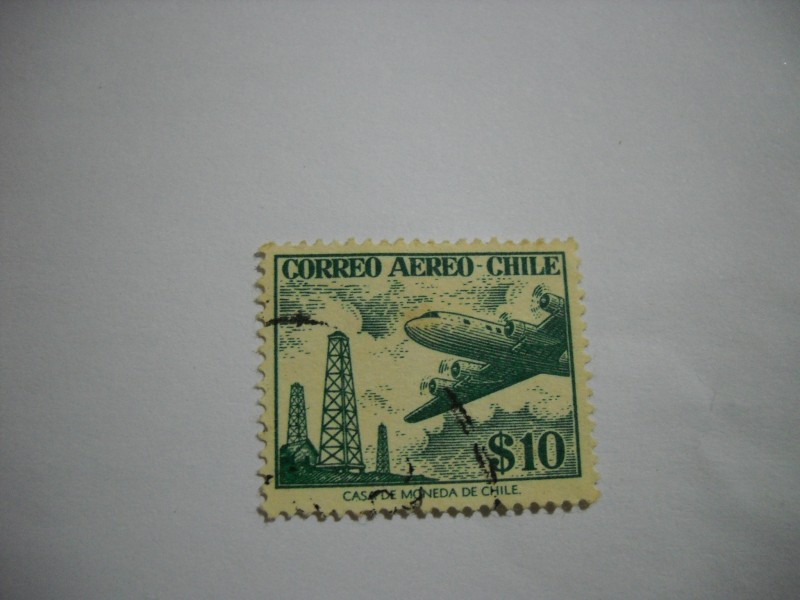 CORREO AEREO - CHILE
$10
CASA DE MONEDA DE CHILE.